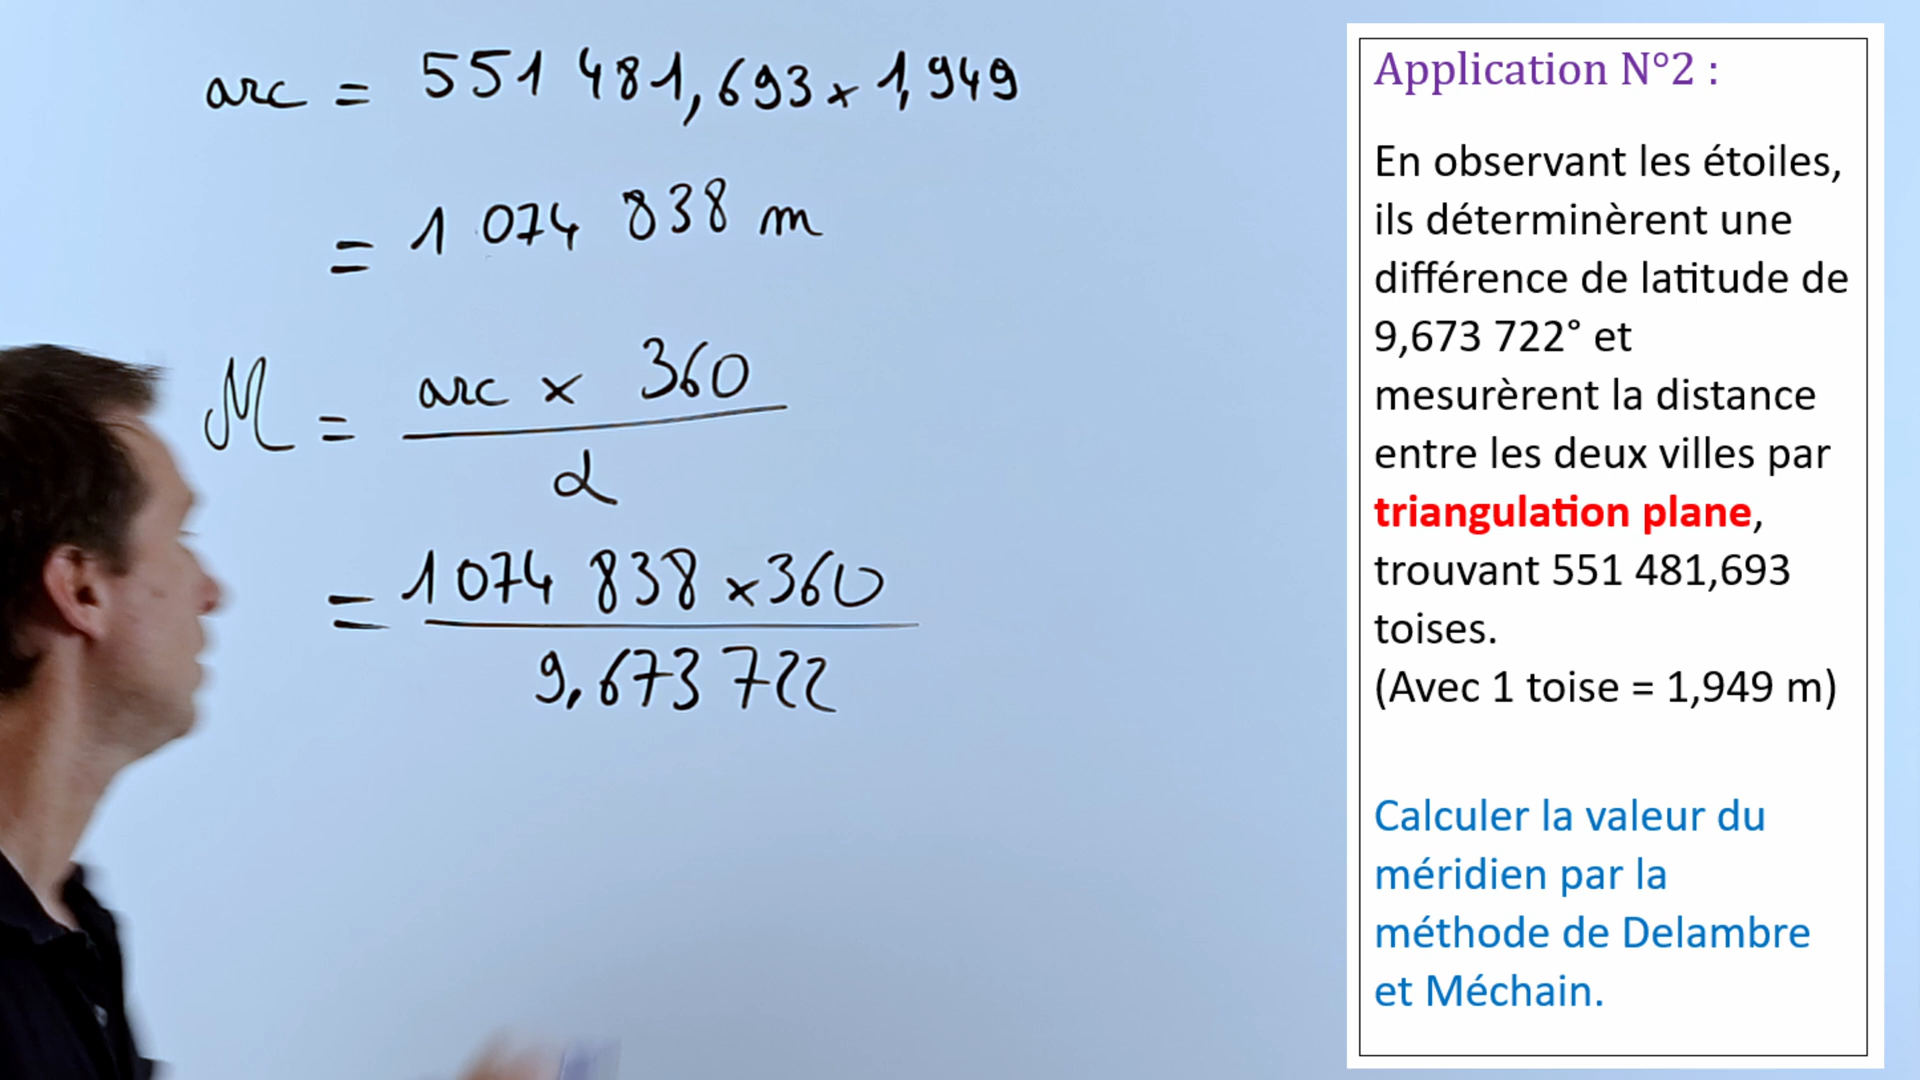 arc = 551 481,693 x 1,949
= 1 074 838 m
M = arc x 360
α
= 1 074 838 x 360
9,673 722
Application N°2 :
En observant les étoiles,
ils déterminèrent une
différence de latitude de
9,673 722° et
mesurèrent la distance
entre les deux villes par
triangulation plane,
trouvant 551 481,693
toises.
(Avec 1 toise = 1,949 m)
Calculer la valeur du
méridien par la
méthode de Delambre
et Méchain.